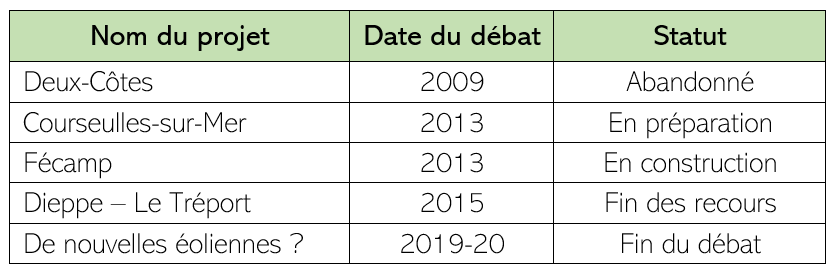 Nom du projet Date du débat Statut
Deux-Côtes 2009 Abandonné
Courseulles-sur-Mer 2013 En préparation
Fécamp 2013 En construction
Dieppe – Le Tréport 2015 Fin des recours
De nouvelles éoliennes ? 2019-20 Fin du débat